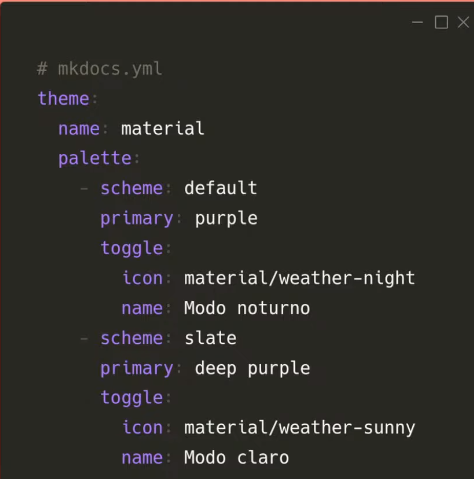 # mkdocs.yml
theme:
  name: material
  palette:
    - scheme: default
      primary: purple
      toggle:
        icon: material/weather-night
        name: Modo noturno
    - scheme: slate
      primary: deep purple
      toggle:
        icon: material/weather-sunny
        name: Modo claro